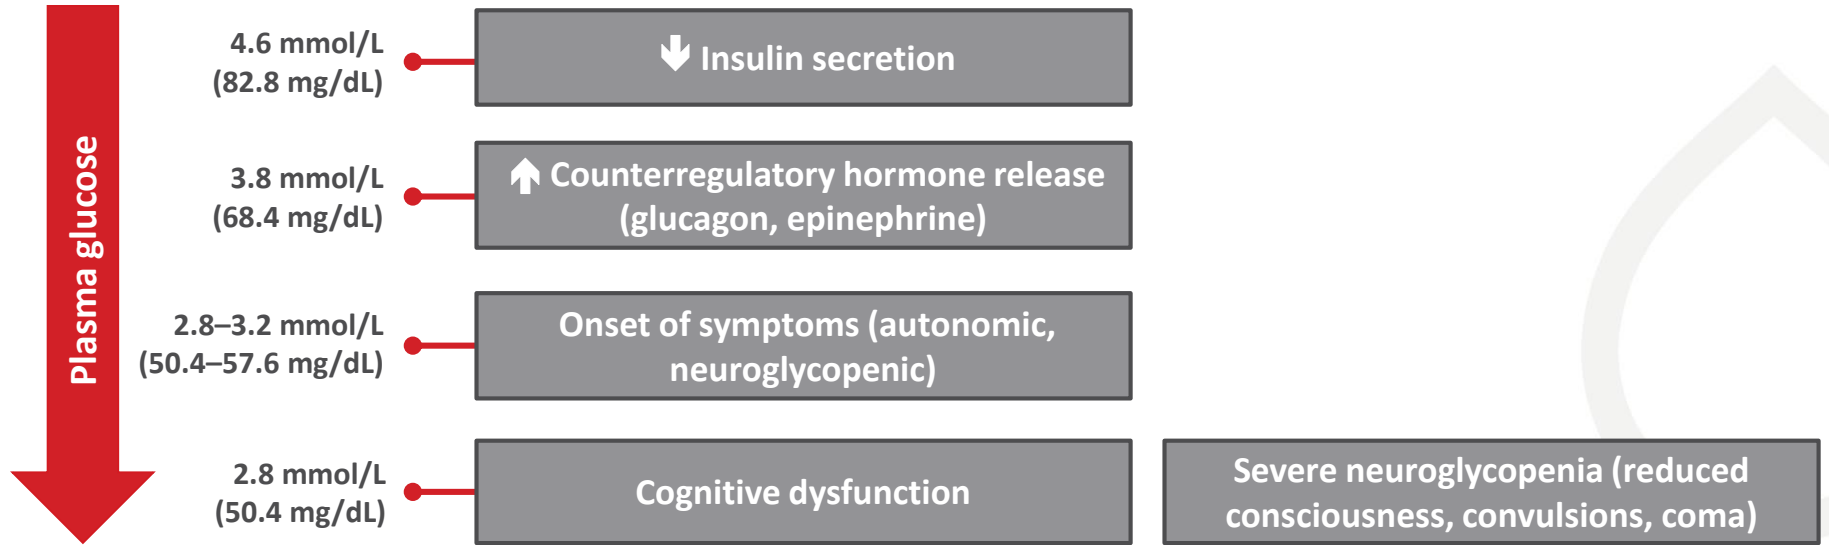 Plasma glucose
4.6 mmol/L
(82.8 mg/dL)
Insulin secretion
3.8 mmol/L
(68.4 mg/dL)
Counterregulatory hormone release
(glucagon, epinephrine)
2.8–3.2 mmol/L
(50.4–57.6 mg/dL)
Onset of symptoms (autonomic,
neuroglycopenic)
2.8 mmol/L
(50.4 mg/dL)
Cognitive dysfunction
Severe neuroglycopenia (reduced
consciousness, convulsions, coma)